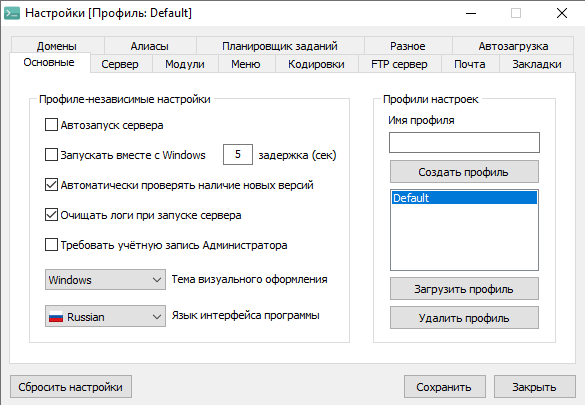 Настройки [Профиль: Default]
Домены
Алиасы
Планировщик заданий
Разное
Автозагрузка
Основные
Сервер
Модули
Меню
Кодировки
FTP сервер
Почта
Закладки
Профиле-независимые настройки
Автозапуск сервера
Запускать вместе с Windows 5 задержка (сек)
Автоматически проверять наличие новых версий
Очищать логи при запуске сервера
Требовать учётную запись Администратора
Windows Тема визуального оформления
Russian Язык интерфейса программы
Профили настроек
Имя профиля
Создать профиль
Default
Загрузить профиль
Удалить профиль
Сбросить настройки
Сохранить
Закрыть